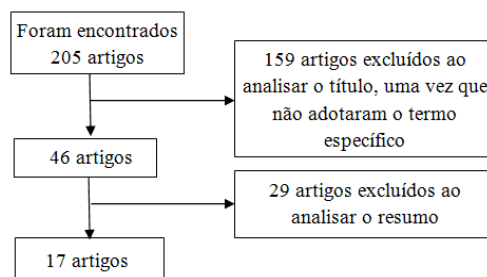 Foram encontrados
205 artigos
159 artigos excluídos ao
analisar o título, uma vez que
não adotaram o termo
específico
46 artigos
29 artigos excluídos ao
analisar o resumo
17 artigos